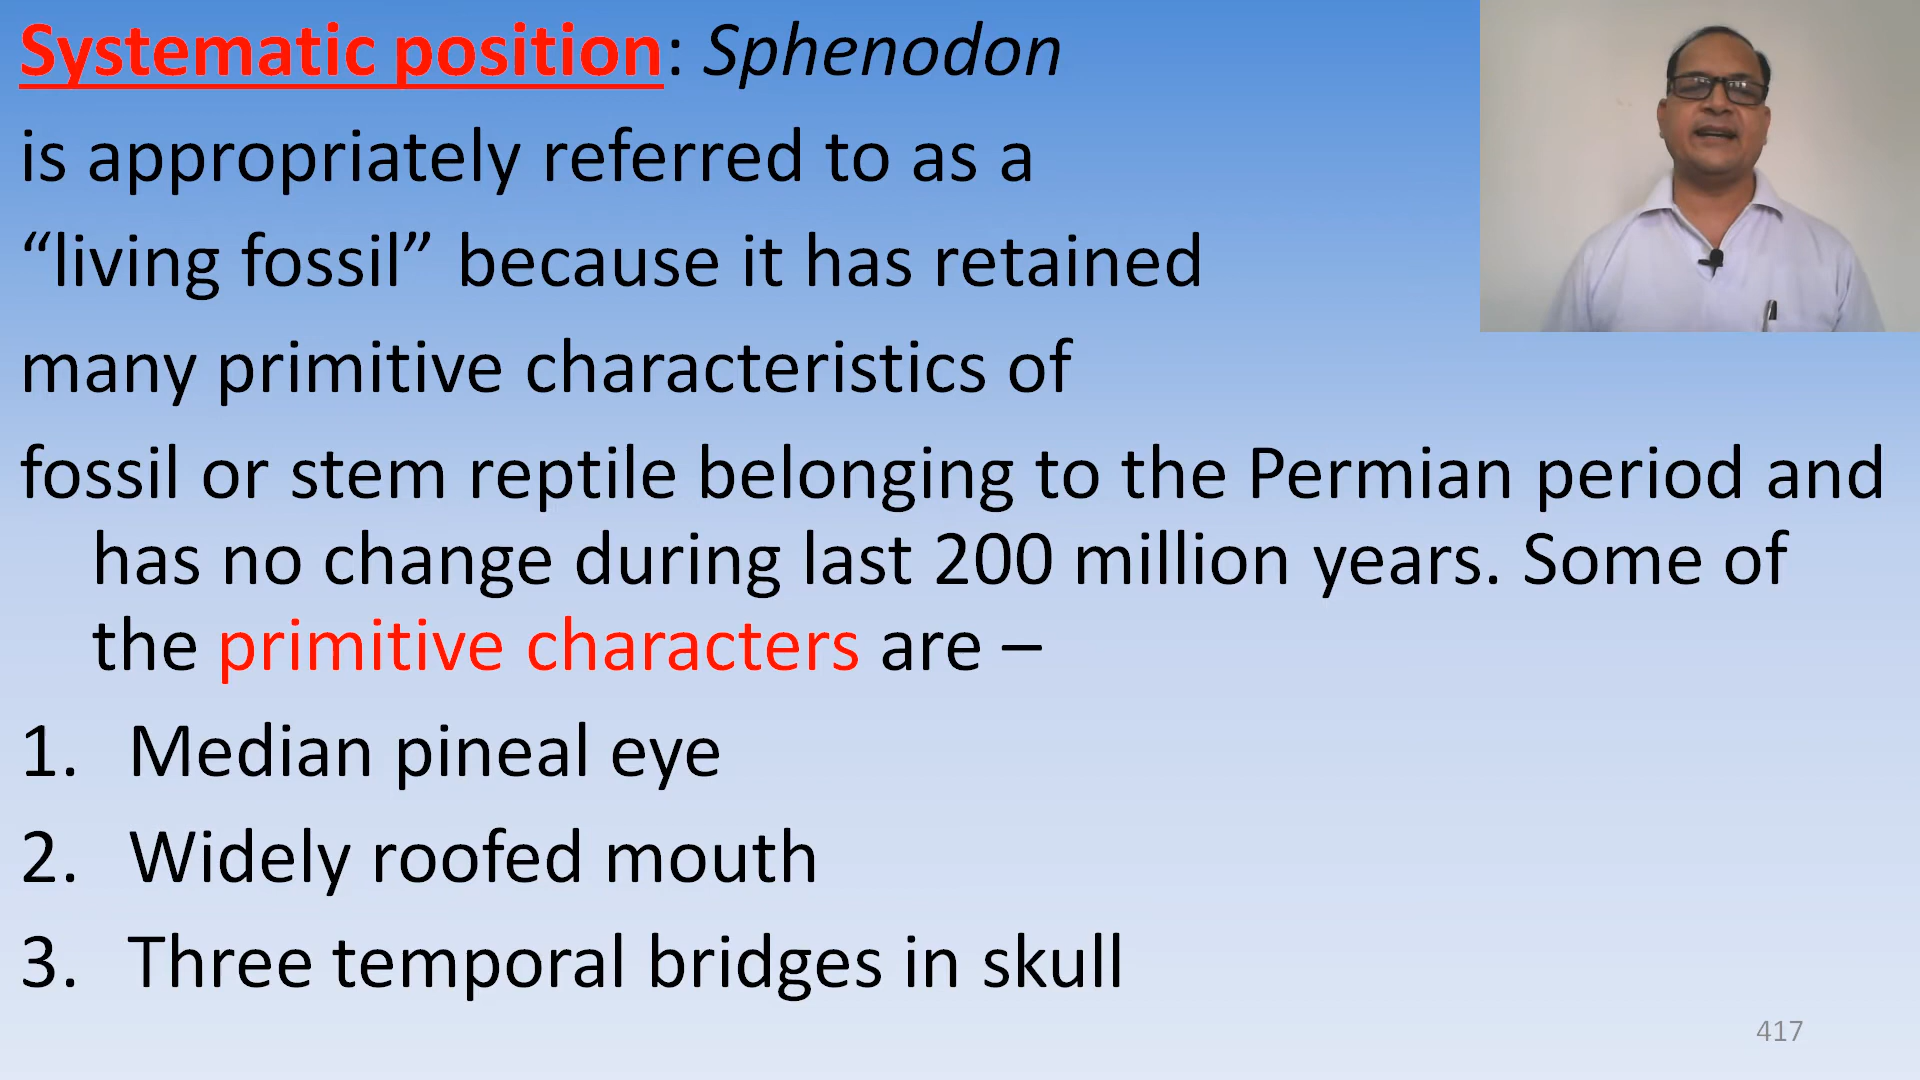 Systematic position: Sphenodon
is appropriately referred to as a
“living fossil” because it has retained
many primitive characteristics of
fossil or stem reptile belonging to the Permian period and
has no change during last 200 million years. Some of
the primitive characters are –
1. Median pineal eye
2. Widely roofed mouth
3. Three temporal bridges in skull
417